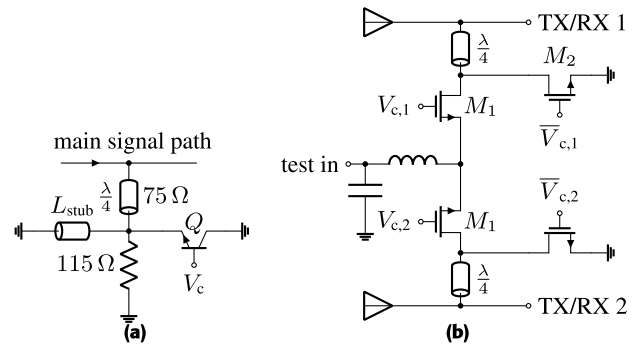 main signal path
λ/4 75 Ω
L_stub
Q
115 Ω
V_c
(a)
TX/RX 1
λ/4
M_2
V_c,1 M_1
V̅_c,1
test in
V̅_c,2
V_c,2 M_1
λ/4
TX/RX 2
(b)